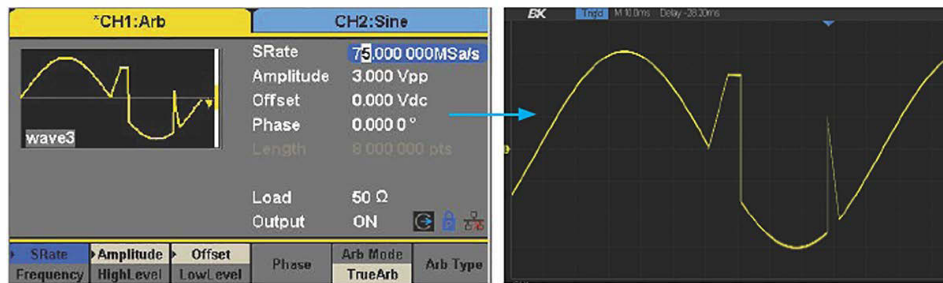 *CH1:Arb
CH2:Sine
SRate 75.000 000MSa/s
Amplitude 3.000 Vpp
Offset 0.000 Vdc
Phase 0.000 0 °
Length 8 000 000 pts
Load 50 Ω
Output ON
wave3
SRate Amplitude Offset Phase Arb Mode Arb Type
Frequency HighLevel LowLevel TrueArb
BK Trig'd M 10.0ms Delay:-28.20ms